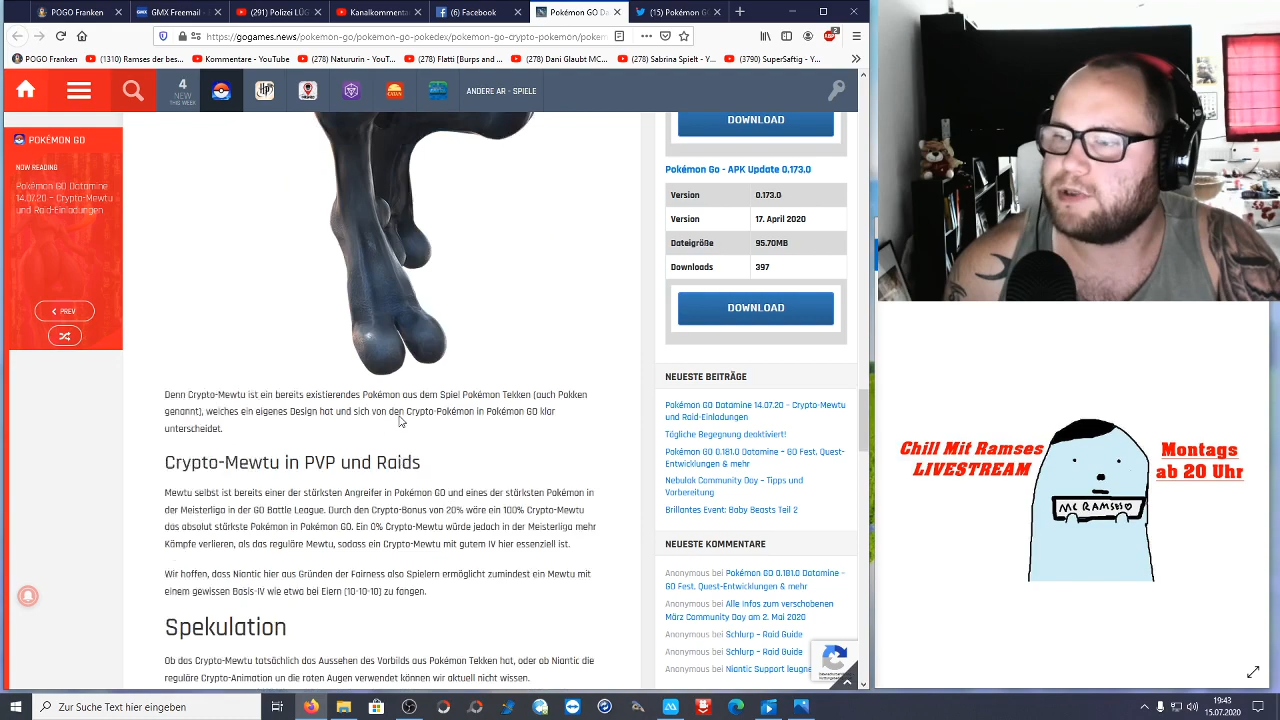 POGO Franken
GMX Freemail -
(291) Polizei LÜG
Kanalkommentar
(6) Facebook
Pokémon GO Da
(15) Pokémon GO
https://gogames.news/pokemon-go/pokemon-go-pokedex/pokemon-go-crypto-pokemon/pokem
POGO Franken
(1310) Ramses der bes...
Kommentare - YouTube
(278) Natururin - YouT...
(278) Flatti (Burps and ...
(278) Dani Glaubt MC...
(278) Sabrina Spielt - Y...
(3790) SuperSaftig - Y...
4
NEW
THIS WEEK
ANDERE AR - SPIELE
POKÉMON GO
NOW READING
Pokémon GO Datamine
14.07.20 – Crypto-Mewtu
und Raid-Einladungen
PREV
Denn Crypto-Mewtu ist ein bereits existierendes Pokémon aus dem Spiel Pokémon Tekken (auch Pokken
genannt), welches ein eigenes Design hat und sich von den Crypto-Pokémon in Pokémon GO klar
unterscheidet.
Crypto-Mewtu in PVP und Raids
Mewtu selbst ist bereits einer der stärksten Angreifer in Pokémon GO und eines der stärksten Pokémon in
der Meisterliga in der GO Battle League. Durch den Crypto-Bonus von 20% wäre ein 100% Crypto-Mewtu
das absolut stärkste Pokémon in Pokémon GO. Ein 0% Crypto-Mewtu würde jedoch in der Meisterliga mehr
Kämpfe verlieren, als das reguläre Mewtu, sodass ein Crypto-Mewtu mit gutem IV hier essenziell ist.
Wir hoffen, dass Niantic hier aus Gründen der Fairness also Spielern ermöglicht zumindest ein Mewtu mit
einem gewissen Basis-IV wie etwa bei Eiern (10-10-10) zu fangen.
Spekulation
Ob das Crypto-Mewtu tatsächlich das Aussehen des Vorbilds aus Pokémon Tekken hat, oder ob Niantic die
reguläre Crypto-Animation un die roten Augen verwendet können wir aktuell nicht wissen.
DOWNLOAD
Pokémon Go - APK Update 0.173.0
Version 0.173.0
Version 17. April 2020
Dateigröße 95.70MB
Downloads 397
DOWNLOAD
NEUESTE BEITRÄGE
Pokémon GO Datamine 14.07.20 – Crypto-Mewtu
und Raid-Einladungen
Tägliche Begegnung deaktiviert!
Pokémon GO 0.181.0 Datamine – GO Fest, Quest-
Entwicklungen & mehr
Nebulak Community Day – Tipps und
Vorbereitung
Brillantes Event: Baby Beasts Teil 2
NEUESTE KOMMENTARE
Anonymous bei Pokémon GO 0.181.0 Datamine –
GO Fest, Quest-Entwicklungen & mehr
Anonymous bei Alle Infos zum verschobenen
März Community Day am 2. Mai 2020
Anonymous bei Schlurp – Raid Guide
Anonymous bei Schlurp – Raid Guide
Anonymous bei Niantic Support leugne
Chill Mit Ramses
LIVESTREAM
Montags
ab 20 Uhr
Zur Suche Text hier eingeben
19:43
15.07.2020